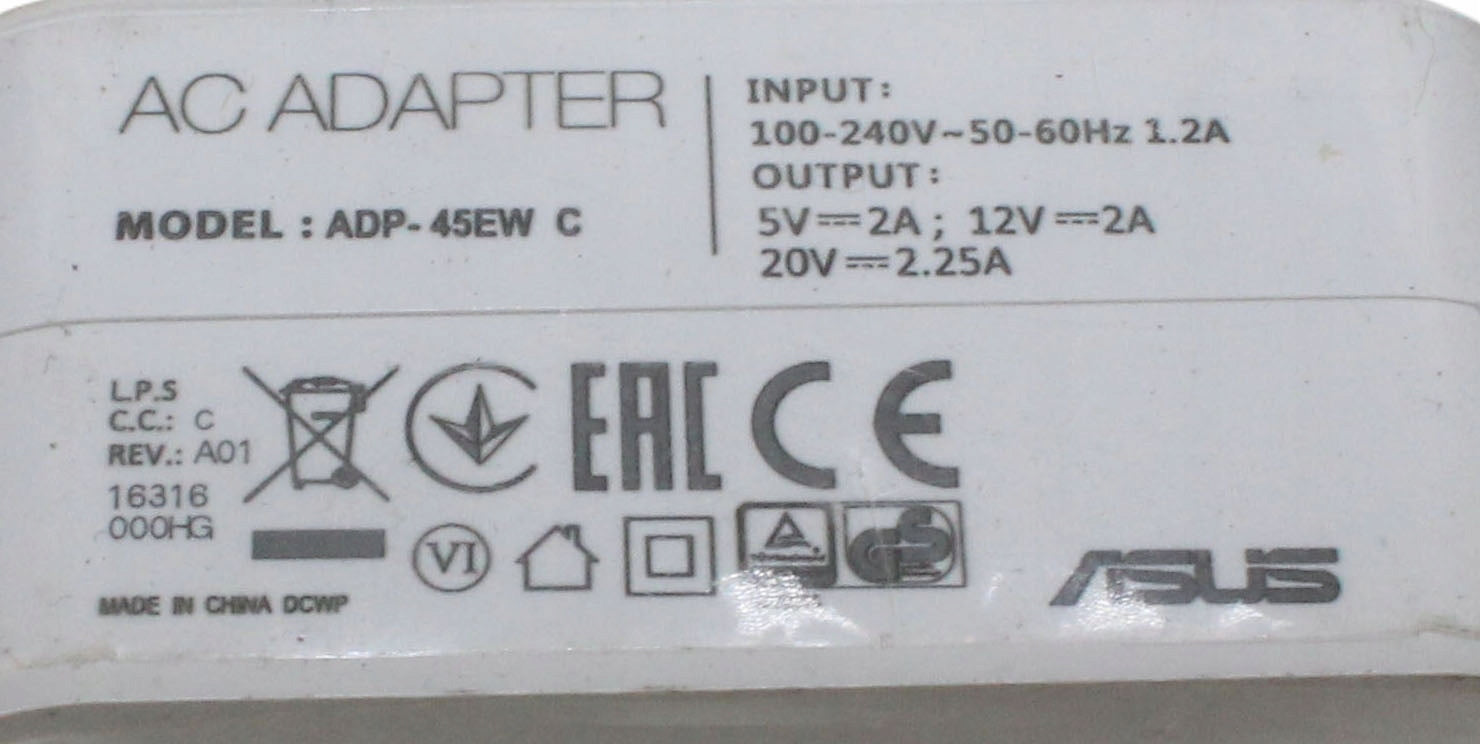 AC ADAPTER
MODEL : ADP-45EW C
INPUT:
100-240V~50-60Hz 1.2A
OUTPUT:
5V⎓2A ; 12V⎓2A
20V⎓2.25A
L.P.S
C.C.: C
REV.: A01
16316
000HG
EAC CE
VI
GS
MADE IN CHINA DCWP
ASUS